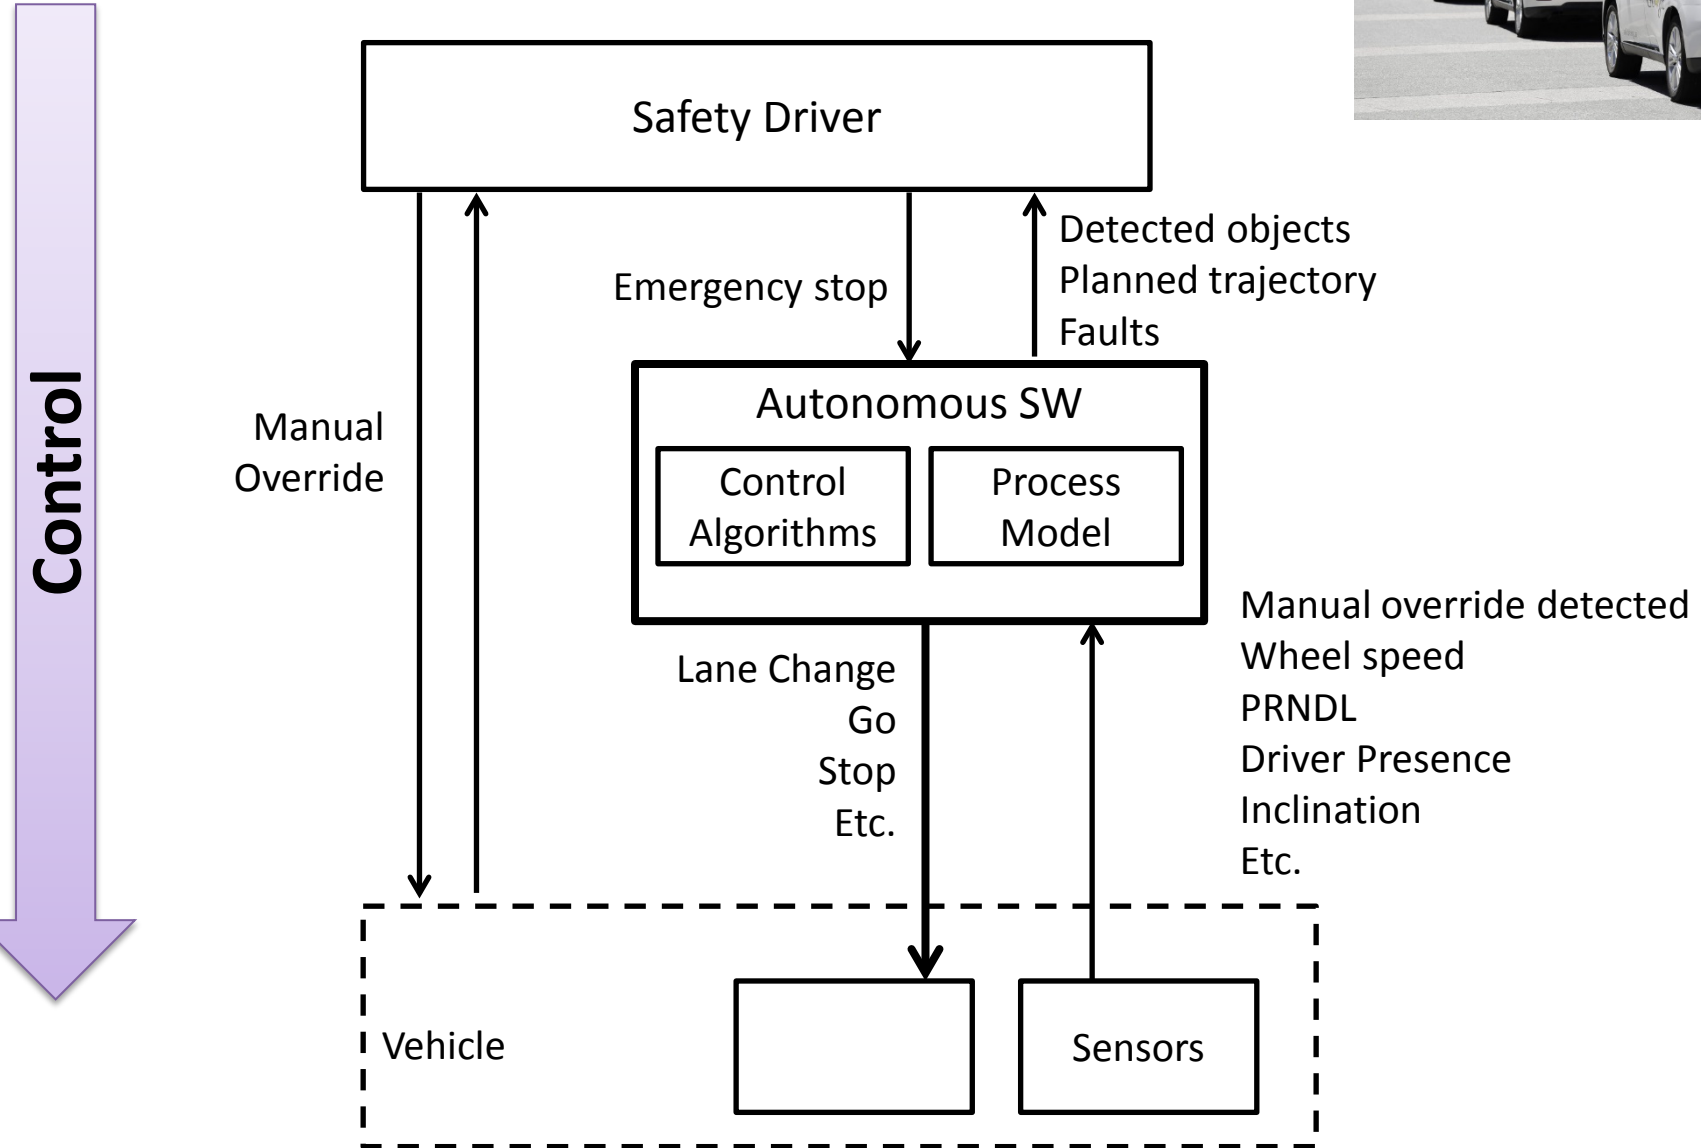 Safety Driver
Detected objects
Planned trajectory
Faults
Emergency stop
Control
Manual
Override
Autonomous SW
Control
Algorithms
Process
Model
Lane Change
Go
Stop
Etc.
Manual override detected
Wheel speed
PRNDL
Driver Presence
Inclination
Etc.
Vehicle
Sensors